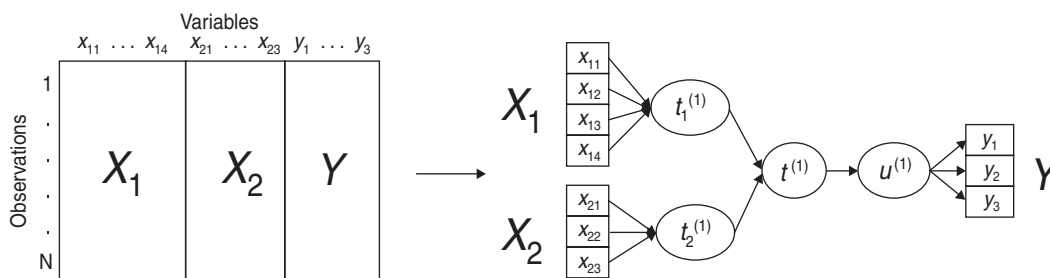 Variables
x11 . . . x14 x21 . . . x23 y1 . . . y3
Observations
1
.
.
.
.
N
X1
X2
Y
X1
x11
x12
x13
x14
t1(1)
X2
x21
x22
x23
t2(1)
t(1)
u(1)
y1
y2
y3
Y